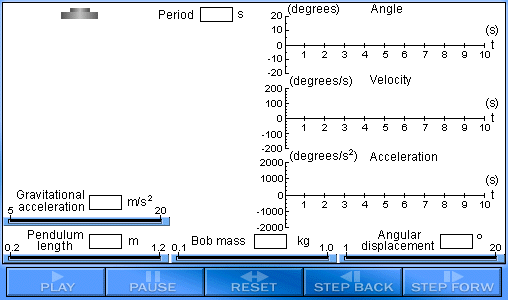 Period s
(degrees) Angle
20
10
0
-10
-20
1 2 3 4 5 6 7 8 9 10
(s)
t
(degrees/s) Velocity
200
100
0
-100
-200
1 2 3 4 5 6 7 8 9 10
(s)
t
(degrees/s²) Acceleration
2000
1000
0
-1000
-2000
1 2 3 4 5 6 7 8 9 10
(s)
t
Gravitational
acceleration m/s²
5 20
Pendulum
length m
0.2 1.2
Bob mass kg
0.1 1.0
Angular
displacement °
1 20
PLAY PAUSE RESET STEP BACK STEP FORW